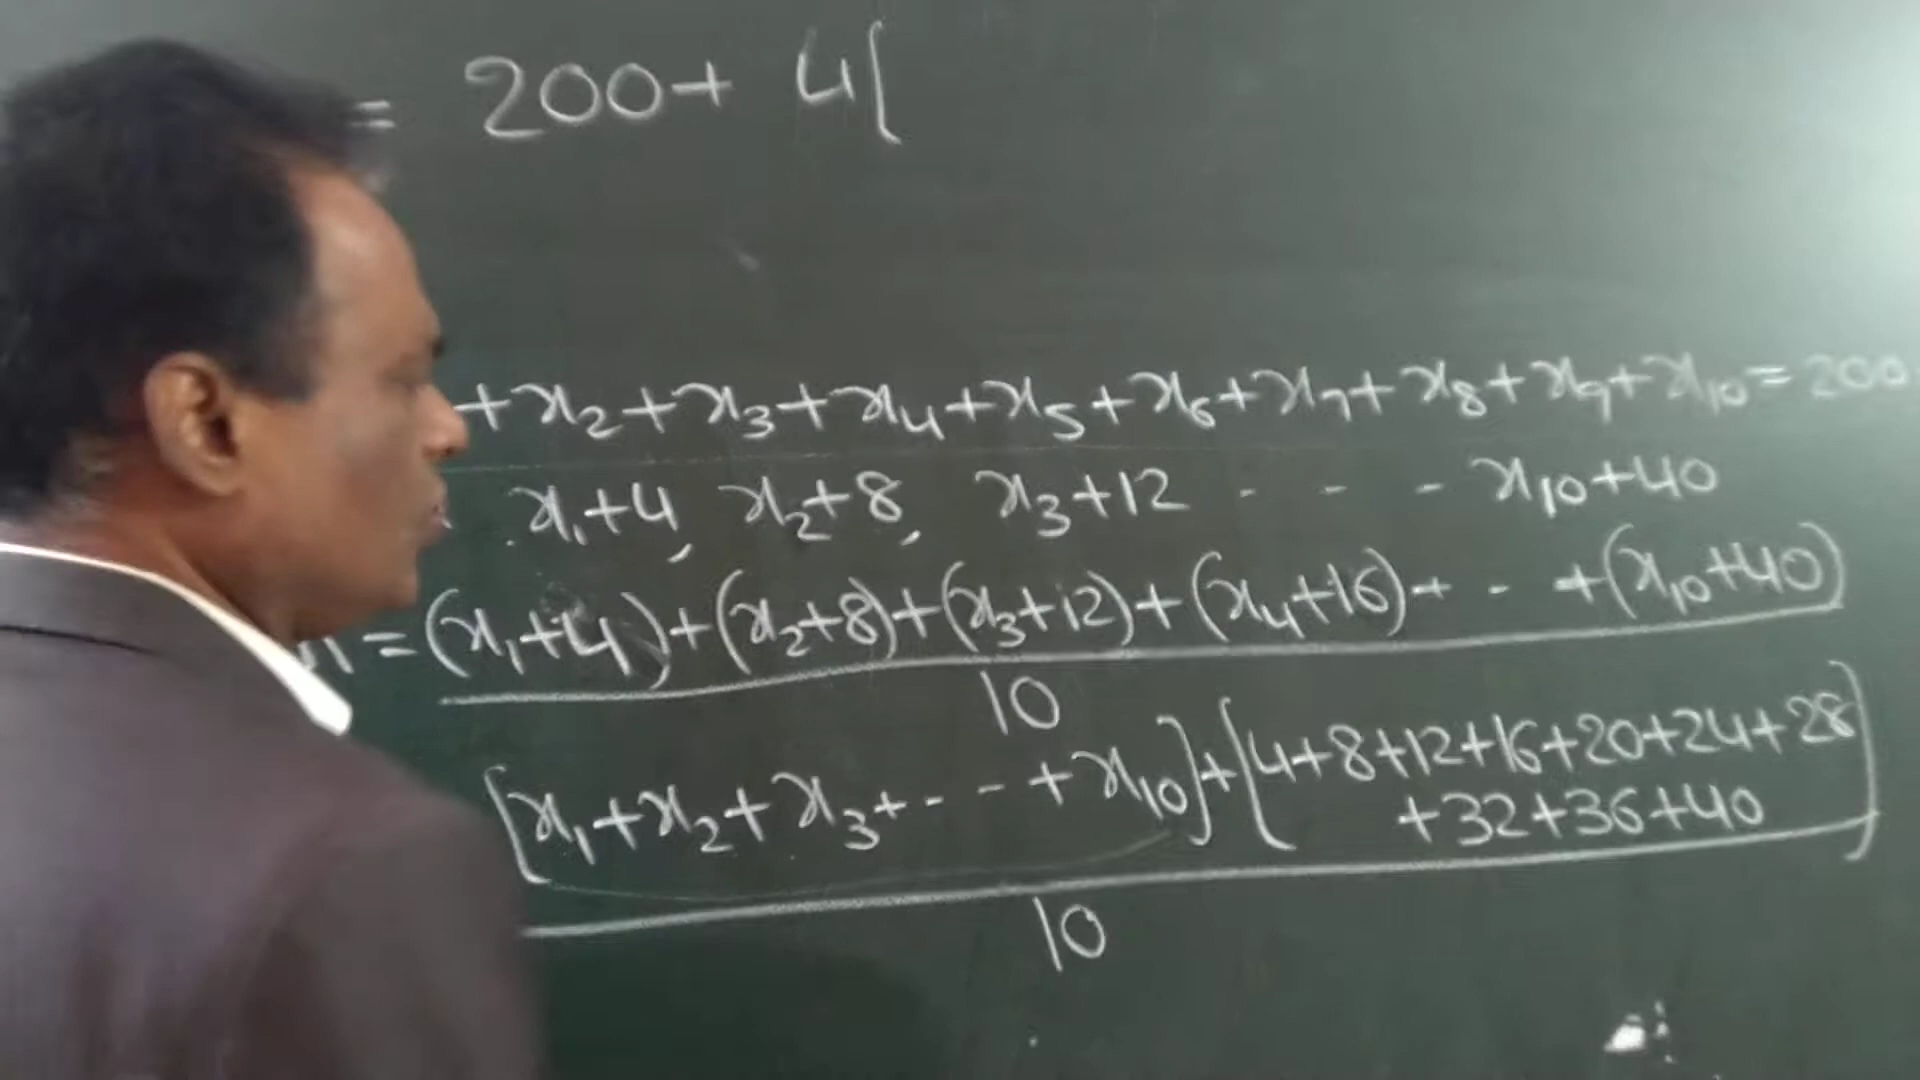 = 200 + 4[
+x₂+x₃+x₄+x₅+x₆+x₇+x₈+x₉+x₁₀=200
x₁+4, x₂+8, x₃+12 - - - x₁₀+40
=(x₁+4)+(x₂+8)+(x₃+12)+(x₄+16)+ - - +(x₁₀+40)
10
[x₁+x₂+x₃+---+x₁₀]+[4+8+12+16+20+24+28
+32+36+40]
10